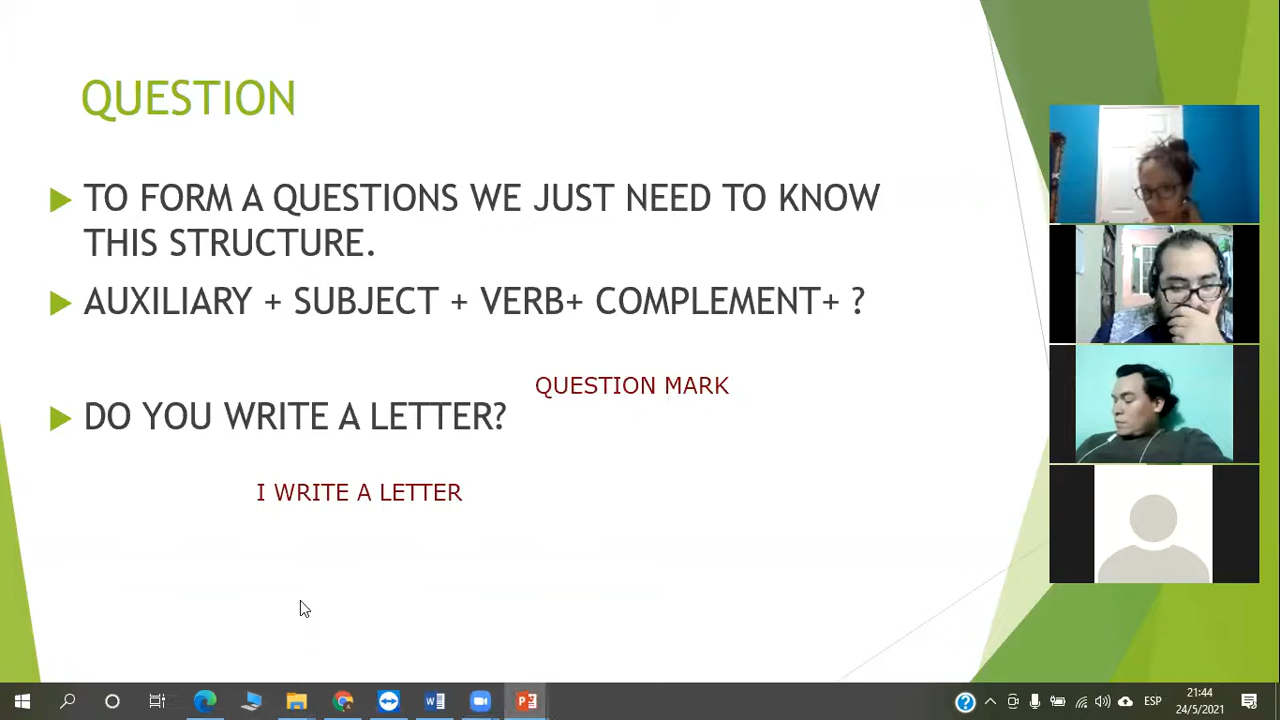 QUESTION
TO FORM A QUESTIONS WE JUST NEED TO KNOW
THIS STRUCTURE.
AUXILIARY + SUBJECT + VERB+ COMPLEMENT+ ?
QUESTION MARK
DO YOU WRITE A LETTER?
I WRITE A LETTER
ESP
21:44
24/5/2021